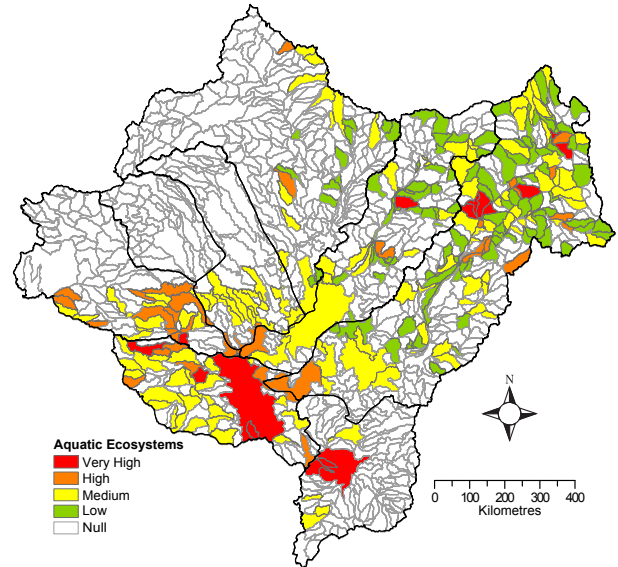 N
Aquatic Ecosystems
Very High
High
Medium
Low
Null
0 100 200 300 400
Kilometres